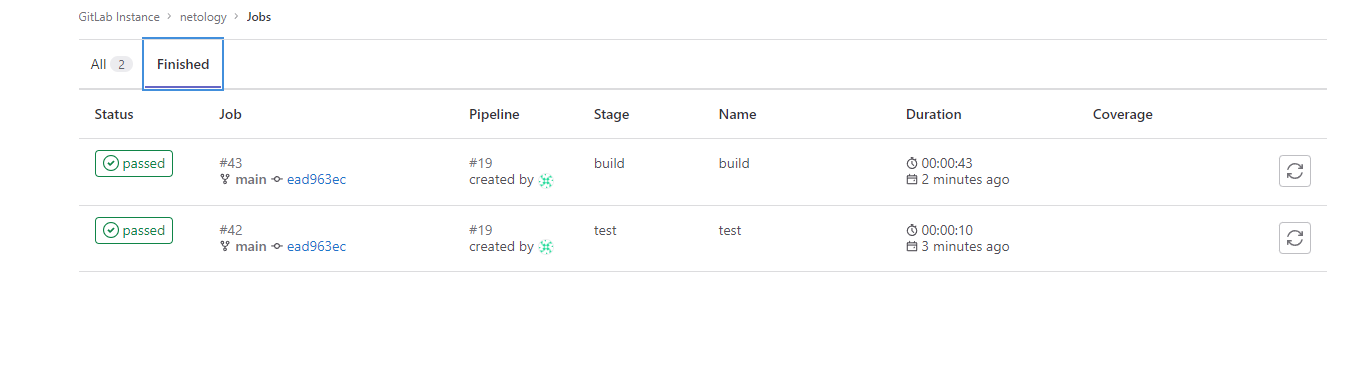 GitLab Instance > netology > Jobs
All 2 Finished
Status Job Pipeline Stage Name Duration Coverage
passed #43 #19 build build 00:00:43
main ead963ec created by 2 minutes ago
passed #42 #19 test test 00:00:10
main ead963ec created by 3 minutes ago